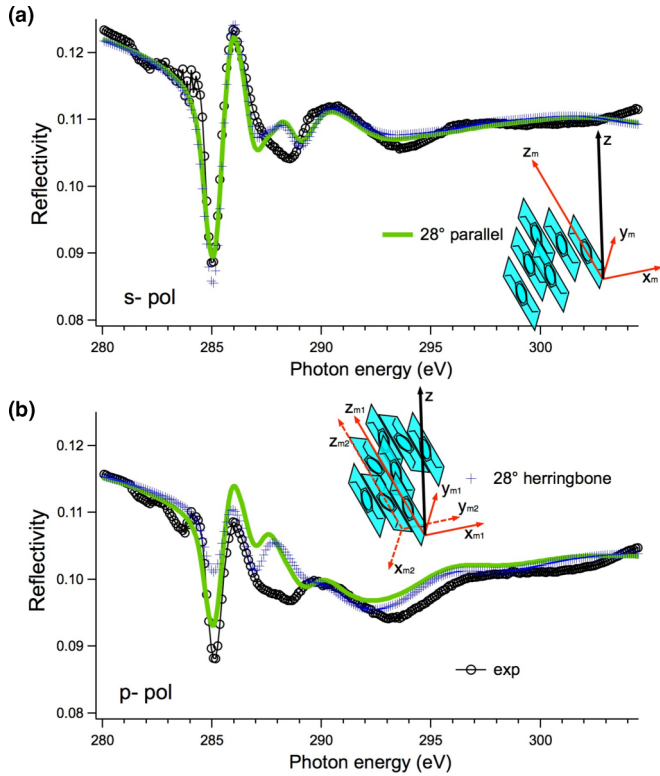 (a)
0.12
0.11
0.10
0.09
0.08
Reflectivity
28° parallel
s- pol
z
zm
ym
xm
280
285
290
295
300
Photon energy (eV)
(b)
0.12
0.11
0.10
0.09
0.08
Reflectivity
z
zm1
zm2
28° herringbone
ym1
ym2
xm1
xm2
exp
p- pol
280
285
290
295
300
Photon energy (eV)